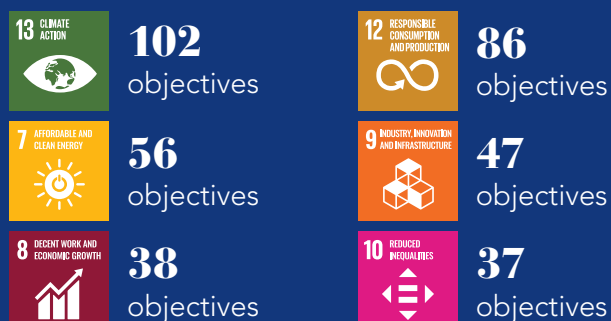 13 CLIMATE
ACTION
102
objectives
12 RESPONSIBLE
CONSUMPTION
AND PRODUCTION
86
objectives
7 AFFORDABLE AND
CLEAN ENERGY
56
objectives
9 INDUSTRY, INNOVATION
AND INFRASTRUCTURE
47
objectives
8 DECENT WORK AND
ECONOMIC GROWTH
38
objectives
10 REDUCED
INEQUALITIES
37
objectives